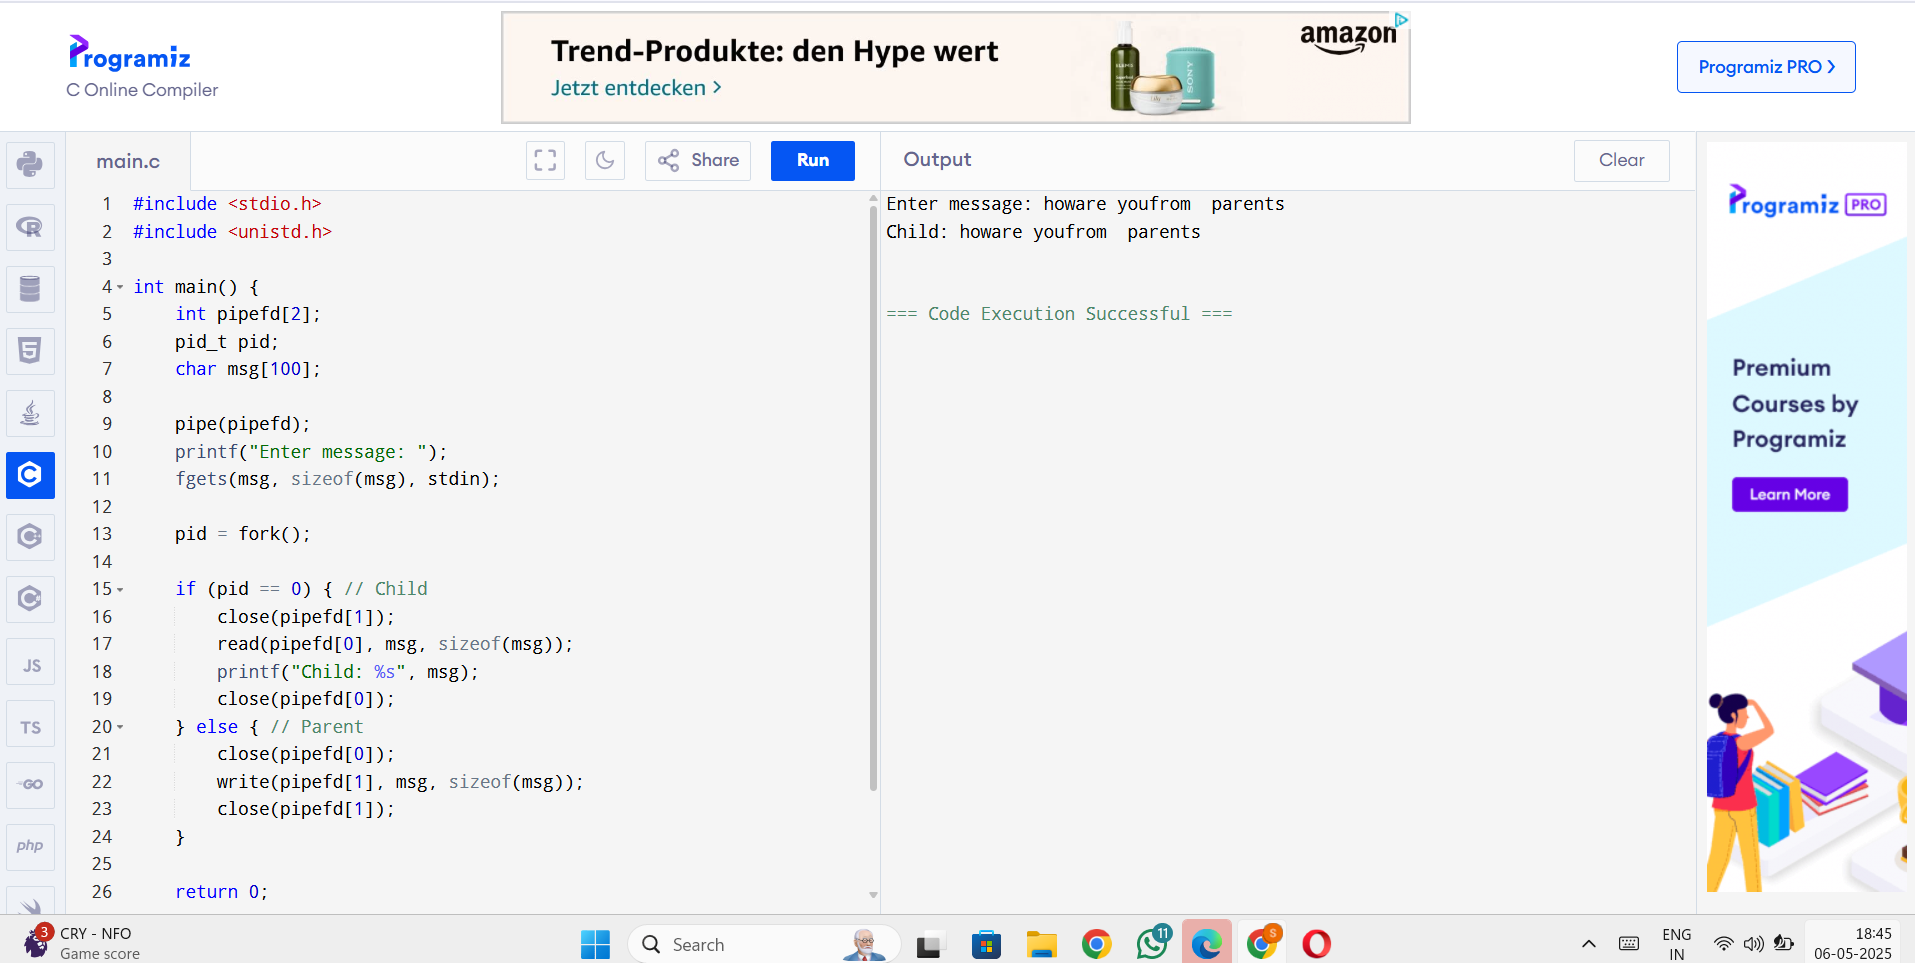 Programiz
C Online Compiler
Trend-Produkte: den Hype wert
Jetzt entdecken >
ELEMIS
SONY
amazon
Programiz PRO >
main.c
Share
Run
Output
Clear
1 #include <stdio.h>
2 #include <unistd.h>
3
4 int main() {
5     int pipefd[2];
6     pid_t pid;
7     char msg[100];
8
9     pipe(pipefd);
10     printf("Enter message: ");
11     fgets(msg, sizeof(msg), stdin);
12
13     pid = fork();
14
15     if (pid == 0) { // Child
16         close(pipefd[1]);
17         read(pipefd[0], msg, sizeof(msg));
18         printf("Child: %s", msg);
19         close(pipefd[0]);
20     } else { // Parent
21         close(pipefd[0]);
22         write(pipefd[1], msg, sizeof(msg));
23         close(pipefd[1]);
24     }
25
26     return 0;
Enter message: howare youfrom  parents
Child: howare youfrom  parents
=== Code Execution Successful ===
Programiz PRO
Premium
Courses by
Programiz
Learn More
R
5
C
C
C
JS
TS
GO
php
3
CRY - NFO
Game score
Search
11
S
ENG
IN
18:45
06-05-2025